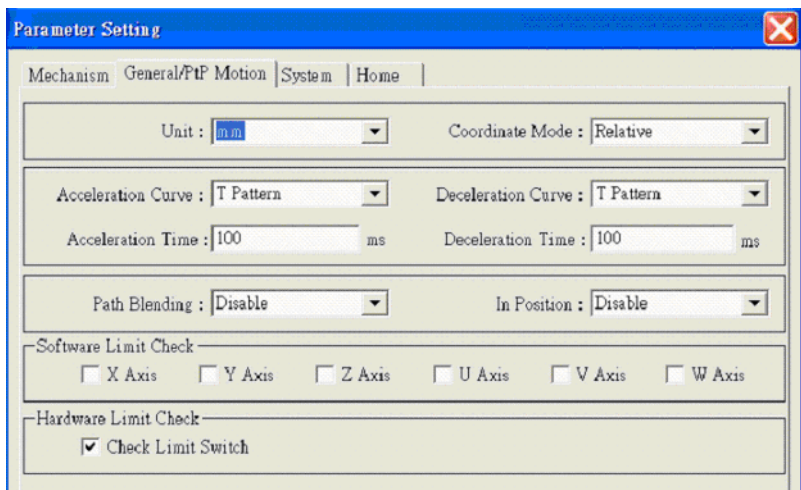 Parameter Setting
Mechanism General/PtP Motion System Home
Unit : mm Coordinate Mode : Relative
Acceleration Curve : T Pattern Deceleration Curve : T Pattern
Acceleration Time : 100 ms Deceleration Time : 100 ms
Path Blending : Disable In Position : Disable
Software Limit Check
X Axis Y Axis Z Axis U Axis V Axis W Axis
Hardware Limit Check
Check Limit Switch